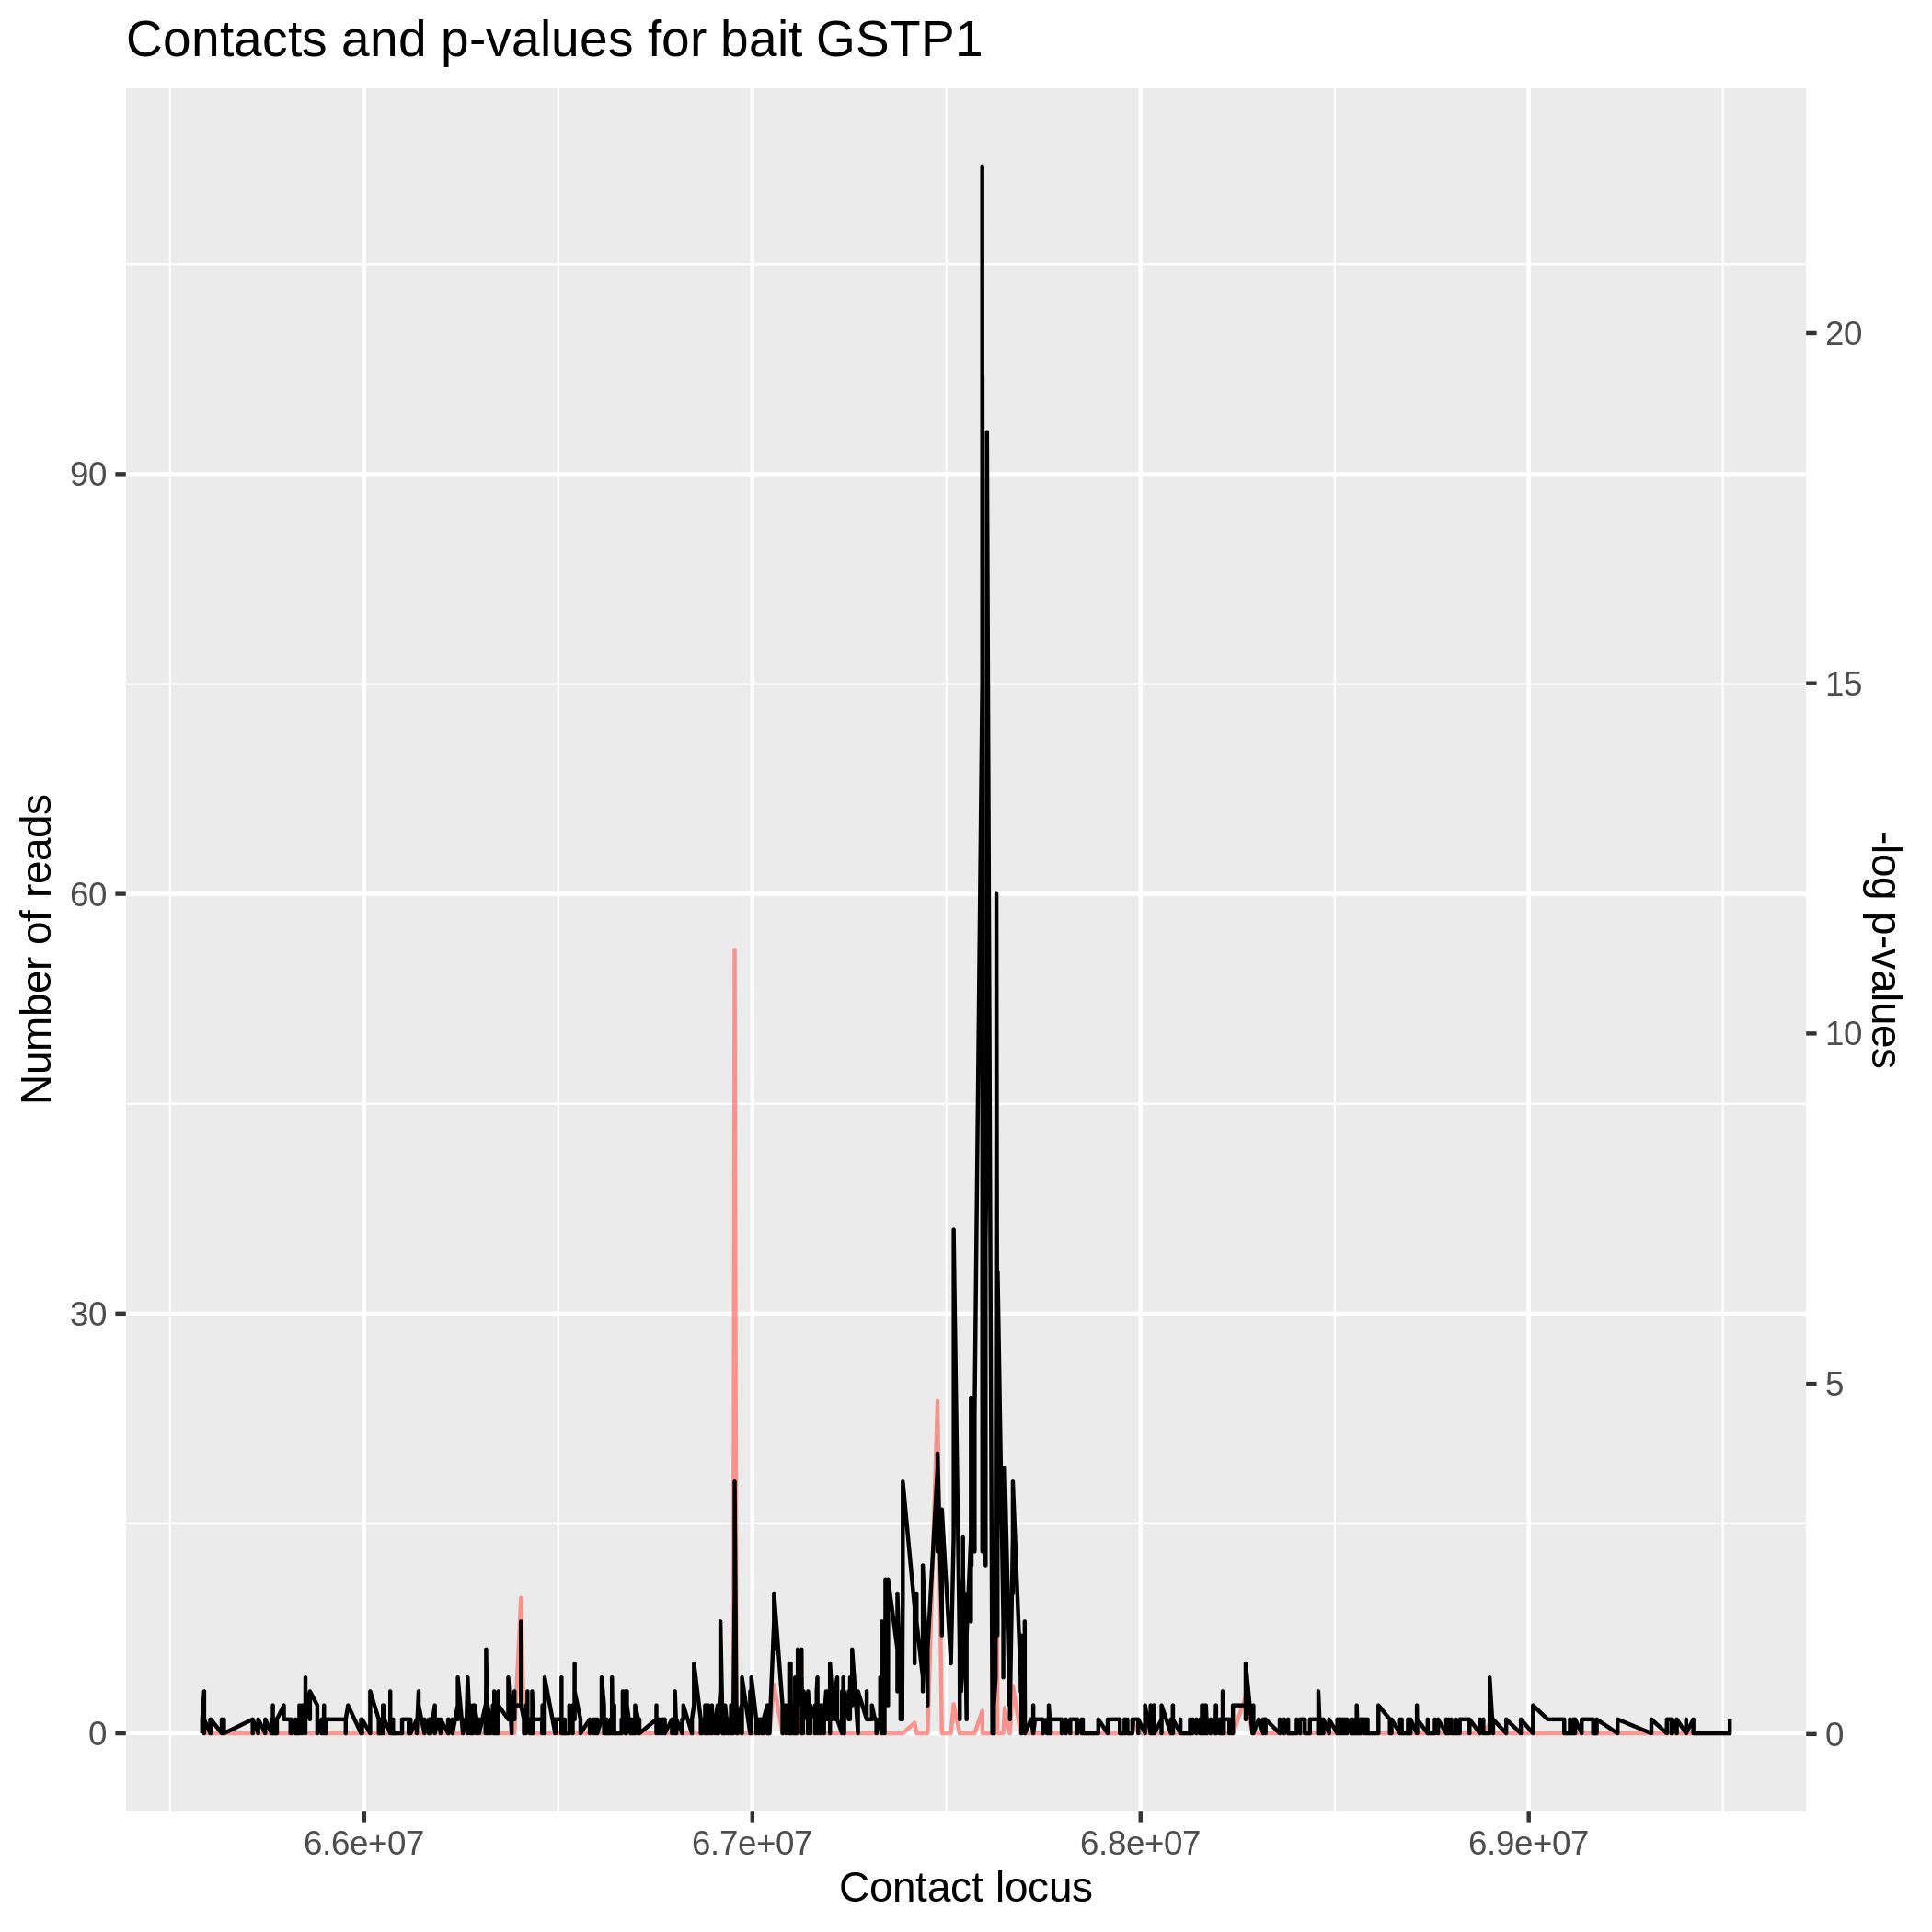 Contacts and p-values for bait GSTP1
Number of reads
90
60
30
0
20
15
10
5
0
-log p-values
6.6e+07 6.7e+07 6.8e+07 6.9e+07
Contact locus